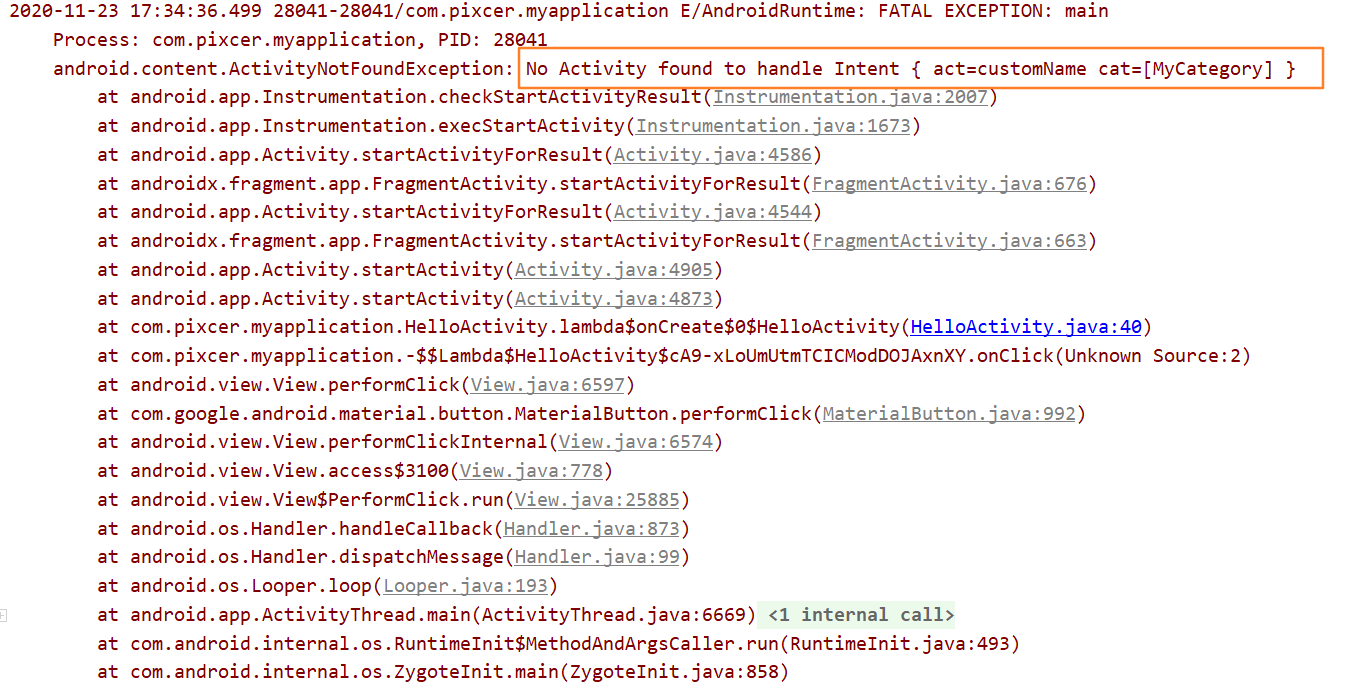 2020-11-23 17:34:36.499 28041-28041/com.pixcer.myapplication E/AndroidRuntime: FATAL EXCEPTION: main
Process: com.pixcer.myapplication, PID: 28041
android.content.ActivityNotFoundException: No Activity found to handle Intent { act=customName cat=[MyCategory] }
at android.app.Instrumentation.checkStartActivityResult(Instrumentation.java:2007)
at android.app.Instrumentation.execStartActivity(Instrumentation.java:1673)
at android.app.Activity.startActivityForResult(Activity.java:4586)
at androidx.fragment.app.FragmentActivity.startActivityForResult(FragmentActivity.java:676)
at android.app.Activity.startActivityForResult(Activity.java:4544)
at androidx.fragment.app.FragmentActivity.startActivityForResult(FragmentActivity.java:663)
at android.app.Activity.startActivity(Activity.java:4905)
at android.app.Activity.startActivity(Activity.java:4873)
at com.pixcer.myapplication.HelloActivity.lambda$onCreate$0$HelloActivity(HelloActivity.java:40)
at com.pixcer.myapplication.-$$Lambda$HelloActivity$cA9-xLoUmUtmTCICModDOJAxnXY.onClick(Unknown Source:2)
at android.view.View.performClick(View.java:6597)
at com.google.android.material.button.MaterialButton.performClick(MaterialButton.java:992)
at android.view.View.performClickInternal(View.java:6574)
at android.view.View.access$3100(View.java:778)
at android.view.View$PerformClick.run(View.java:25885)
at android.os.Handler.handleCallback(Handler.java:873)
at android.os.Handler.dispatchMessage(Handler.java:99)
at android.os.Looper.loop(Looper.java:193)
at android.app.ActivityThread.main(ActivityThread.java:6669) <1 internal call>
at com.android.internal.os.RuntimeInit$MethodAndArgsCaller.run(RuntimeInit.java:493)
at com.android.internal.os.ZygoteInit.main(ZygoteInit.java:858)